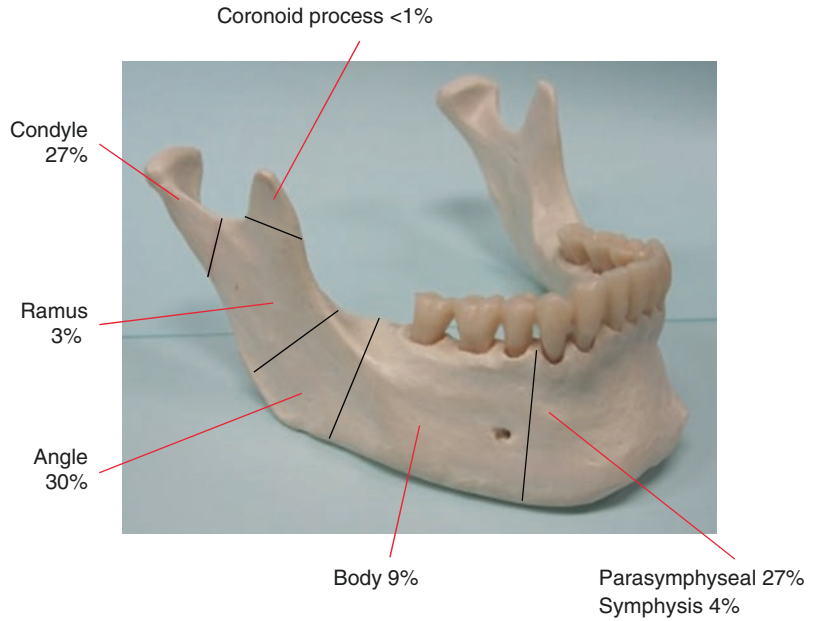 Coronoid process <1%
Condyle
27%
Ramus
3%
Angle
30%
Body 9%
Parasymphyseal 27%
Symphysis 4%